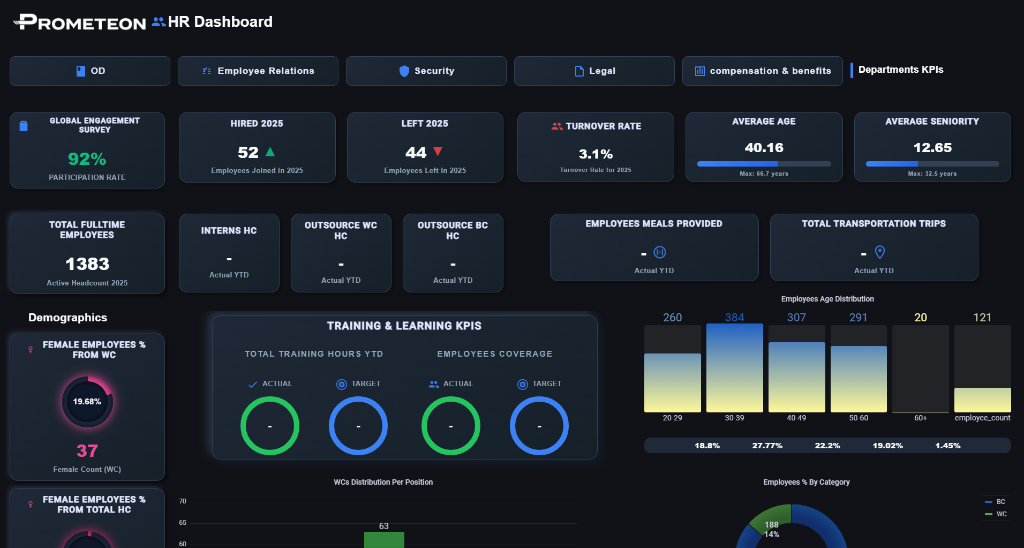 PROMETEON HR Dashboard
OD
Employee Relations
Security
Legal
compensation & benefits
Departments KPIs
GLOBAL ENGAGEMENT
SURVEY
92%
PARTICIPATION RATE
HIRED 2025
52
Employees Joined in 2025
LEFT 2025
44
Employees Left in 2025
TURNOVER RATE
3.1%
Turnover Rate for 2025
AVERAGE AGE
40.16
Max: 66.7 years
AVERAGE SENIORITY
12.65
Max: 32.5 years
TOTAL FULLTIME
EMPLOYEES
1383
Active Headcount 2025
INTERNS HC
-
Actual YTD
OUTSOURCE WC
HC
-
Actual YTD
OUTSOURCE BC
HC
-
Actual YTD
EMPLOYEES MEALS PROVIDED
-
Actual YTD
TOTAL TRANSPORTATION TRIPS
-
Actual YTD
Demographics
FEMALE EMPLOYEES %
FROM WC
19.68%
37
Female Count (WC)
FEMALE EMPLOYEES %
FROM TOTAL HC
TRAINING & LEARNING KPIS
TOTAL TRAINING HOURS YTD
EMPLOYEES COVERAGE
ACTUAL
TARGET
ACTUAL
TARGET
-
-
-
-
Employees Age Distribution
260 384 307 291 20 121
20 29 30 39 40 49 50 60 60+ employee_count
18.8% 27.77% 22.2% 19.02% 1.45%
WCs Distribution Per Position
70
65
60
63
Employees % By Category
188
14%
BC
WC